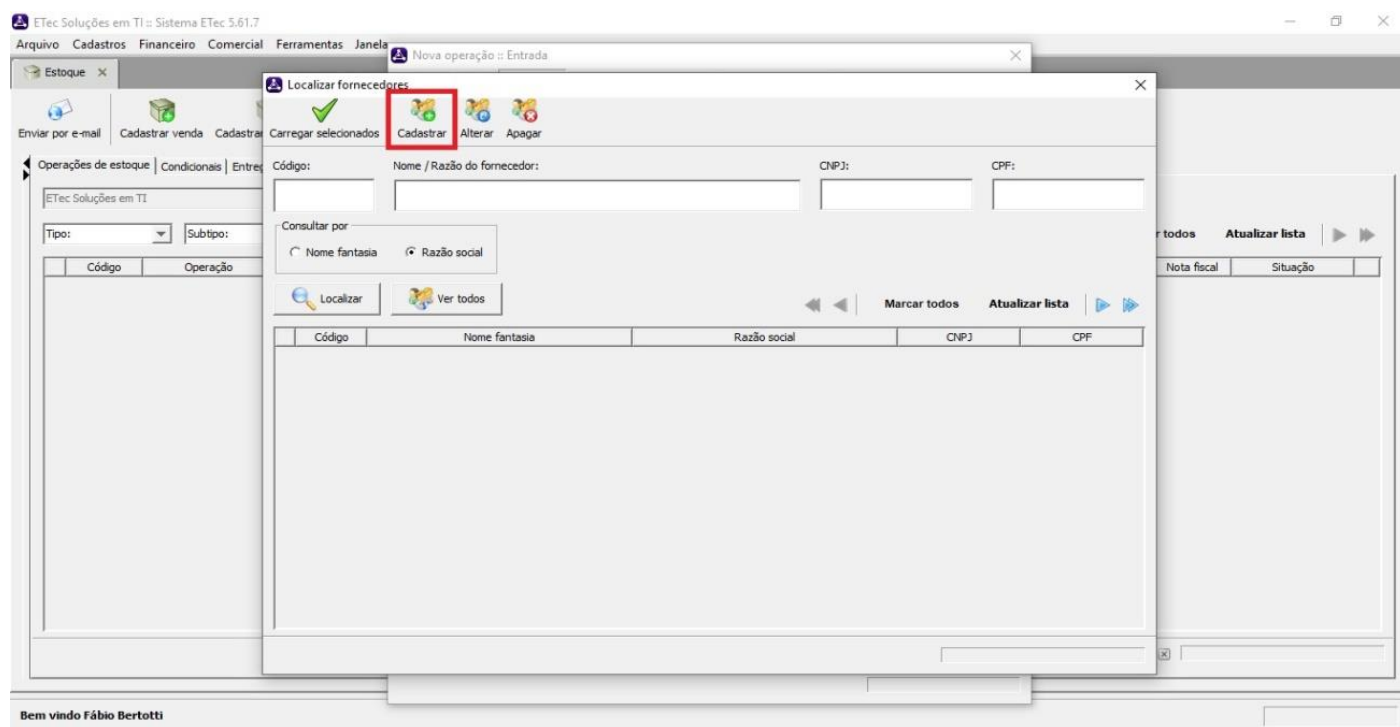 ETec Soluções em TI :: Sistema ETec 5.61.7
Arquivo Cadastros Financeiro Comercial Ferramentas Janela
Nova operação :: Entrada
Estoque
Localizar fornecedores
Enviar por e-mail Cadastrar venda Cadastrar Carregar selecionados Cadastrar Alterar Apagar
Operações de estoque Condicionais Código: Nome / Razão do fornecedor: CNPJ: CPF:
ETec Soluções em TI
Consultar por
Tipo: Subtipo: todos Atualizar lista
Nome fantasia Razão social
Código Operação Nota fiscal Situação
Localizar Ver todos Marcar todos Atualizar lista
Código Nome fantasia Razão social CNPJ CPF
Bem vindo Fábio Bertotti